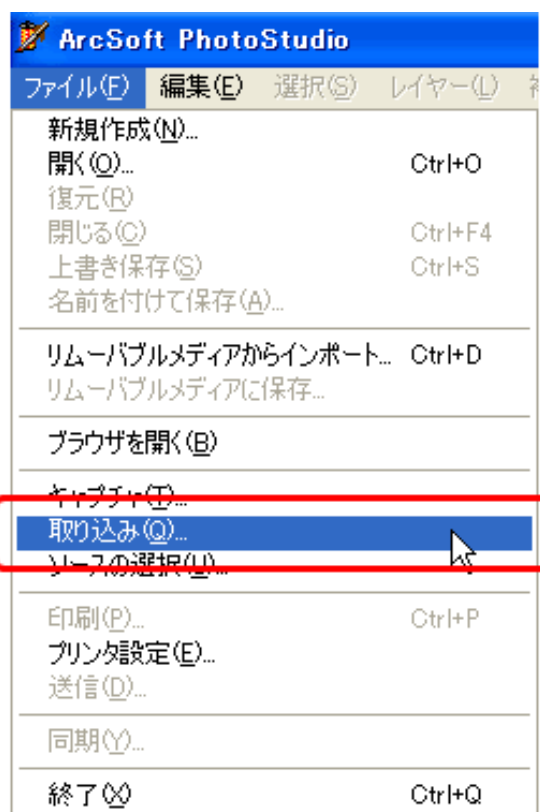 ArcSoft PhotoStudio
ファイル(F) 編集(E) 選択(S) レイヤー(L)
新規作成(N)...
開く(O)... Ctrl+O
復元(R)
閉じる(C) Ctrl+F4
上書き保存(S) Ctrl+S
名前を付けて保存(A)...
リムーバブルメディアからインポート... Ctrl+D
リムーバブルメディアに保存...
ブラウザを開く(B)
キャプチャ(T)...
取り込み(Q)...
ソースの選択(U)...
印刷(P)... Ctrl+P
プリンタ設定(E)...
送信(D)...
同期(Y)...
終了(X) Ctrl+Q